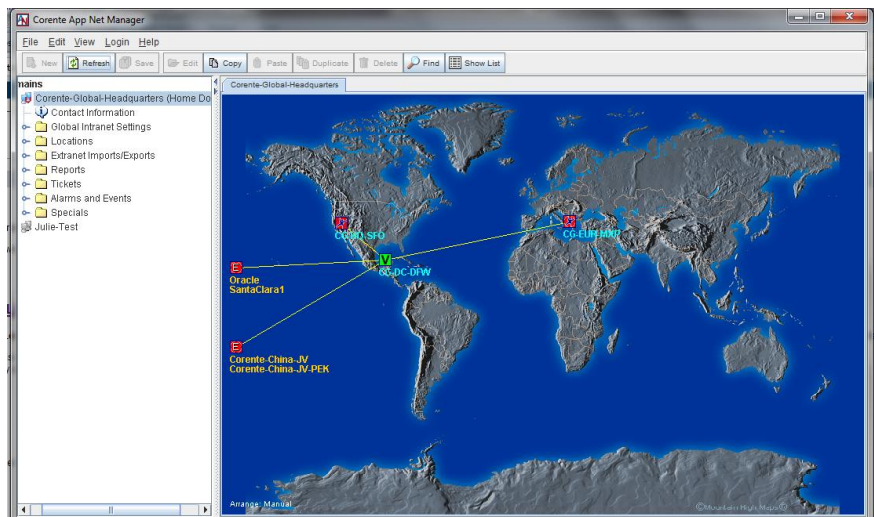 Corente App Net Manager
File Edit View Login Help
New Refresh Save Edit Copy Paste Duplicate Delete Find Show List
mains
Corente-Global-Headquarters (Home Do
Contact Information
Global Intranet Settings
Locations
Extranet Imports/Exports
Reports
Tickets
Alarms and Events
Specials
Julie-Test
Corente-Global-Headquarters
CG-EUR-MXP
V
CG-DC-DFW
E
Oracle
SantaClara1
E
Corente-China-JV
Corente-China-JV-PEK
Arrange: Manual
©Mountain High Maps©